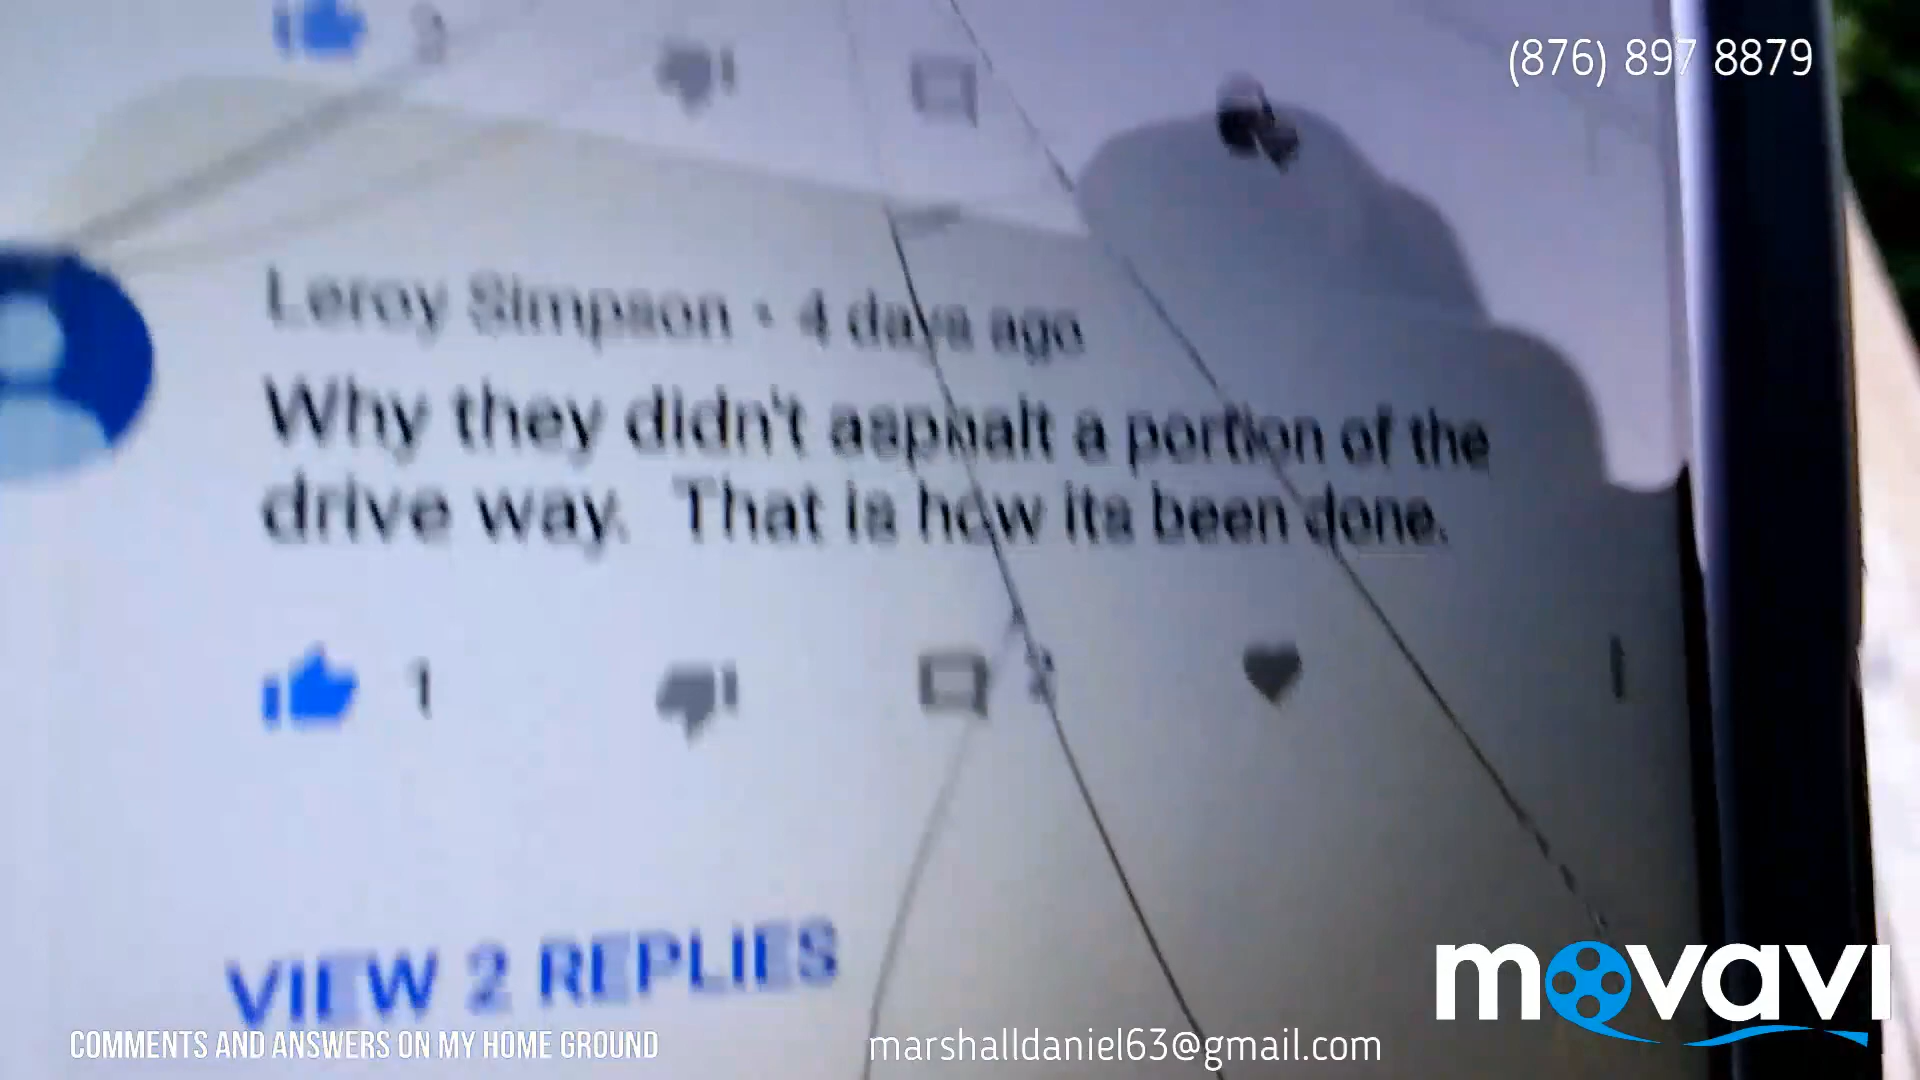 (876) 897 8879
3
Leroy Simpson • 4 days ago
Why they didn't asphalt a portion of the
drive way. That is how its been done.
1 2
VIEW 2 REPLIES
COMMENTS AND ANSWERS ON MY HOME GROUND
marshalldaniel63@gmail.com
movavi